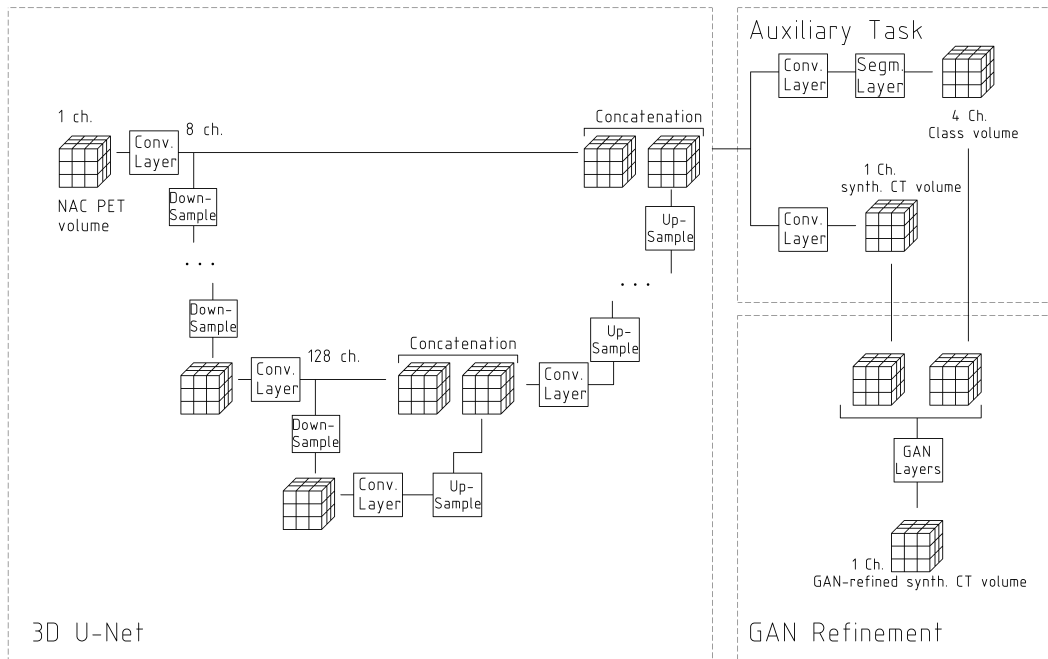 Auxiliary Task
Conv.
Layer
Segm.
Layer
4 Ch.
Class volume
1 ch.
Conv.
Layer
8 ch.
Concatenation
NAC PET
volume
Down-
Sample
Up-
Sample
1 Ch.
synth. CT volume
Conv.
Layer
. . .
. . .
Down-
Sample
Up-
Sample
Conv.
Layer
128 ch.
Concatenation
Conv.
Layer
Down-
Sample
Conv.
Layer
Up-
Sample
GAN
Layers
1 Ch.
GAN-refined synth. CT volume
3D U-Net
GAN Refinement